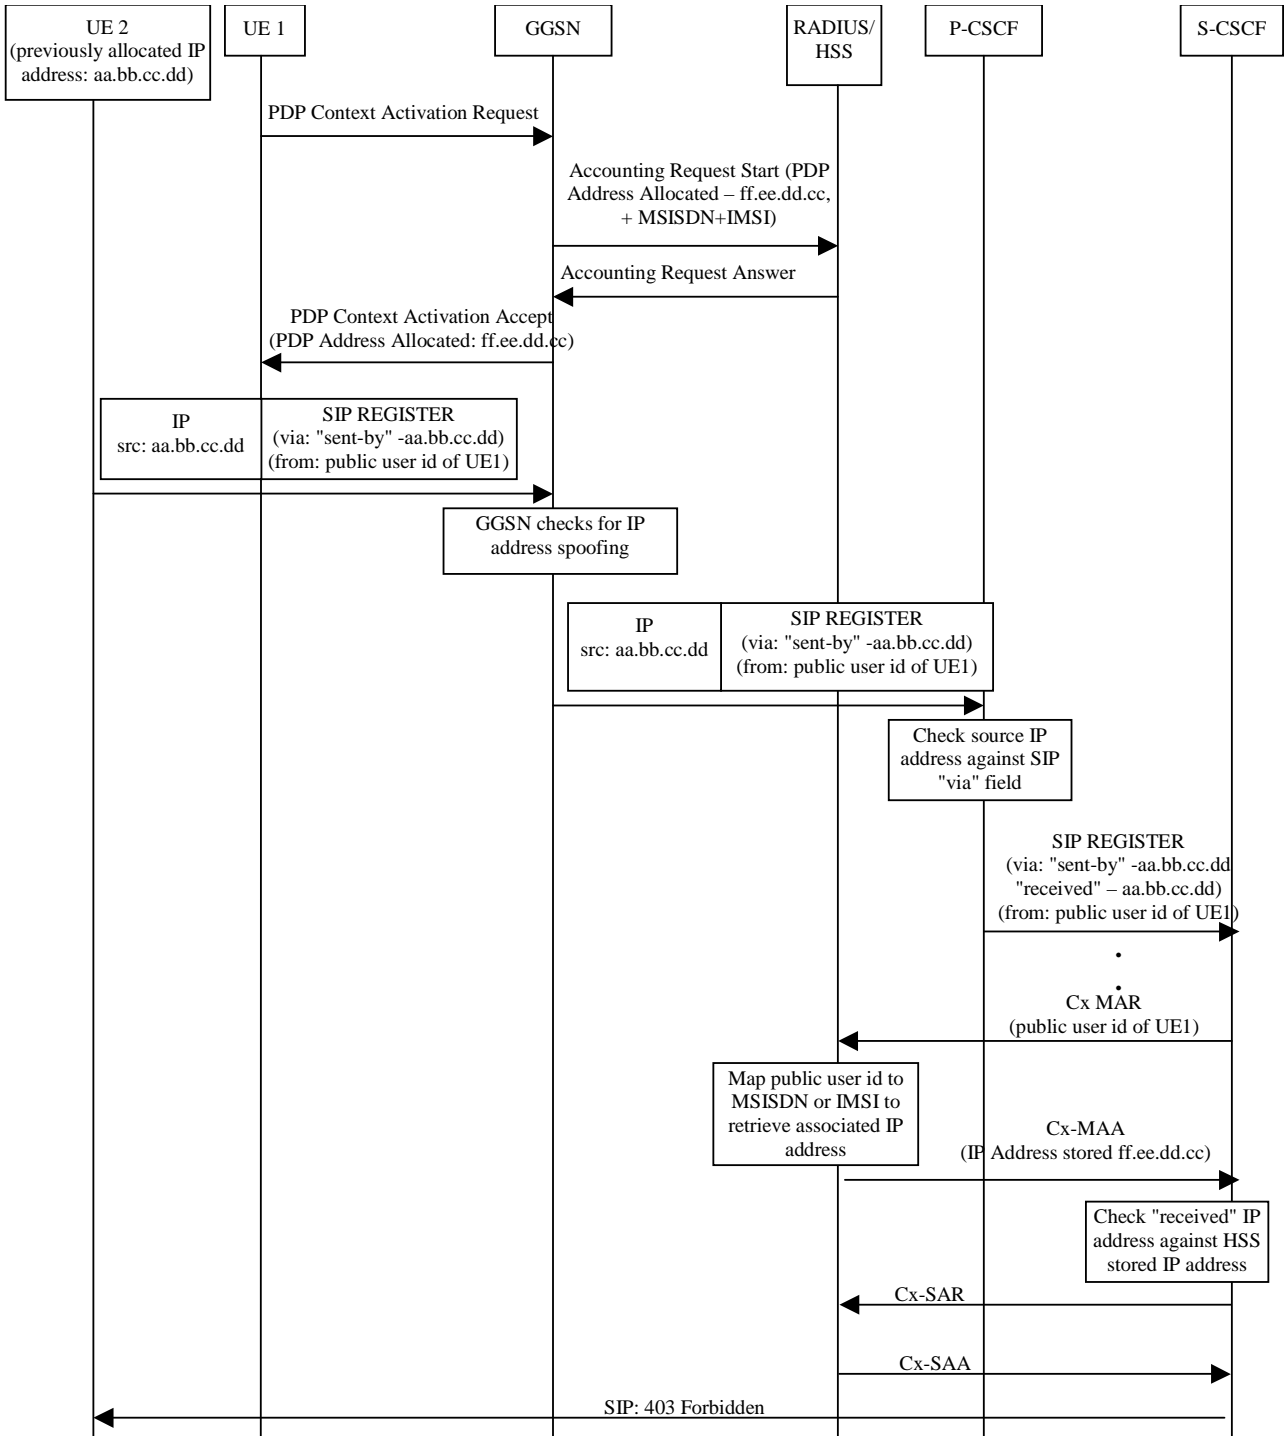 UE 2
(previously allocated IP
address: aa.bb.cc.dd)
UE 1
GGSN
RADIUS/
HSS
P-CSCF
S-CSCF
PDP Context Activation Request
Accounting Request Start (PDP
Address Allocated – ff.ee.dd.cc,
+ MSISDN+IMSI)
Accounting Request Answer
PDP Context Activation Accept
(PDP Address Allocated: ff.ee.dd.cc)
IP
src: aa.bb.cc.dd
SIP REGISTER
(via: "sent-by" -aa.bb.cc.dd)
(from: public user id of UE1)
GGSN checks for IP
address spoofing
IP
src: aa.bb.cc.dd
SIP REGISTER
(via: "sent-by" -aa.bb.cc.dd)
(from: public user id of UE1)
Check source IP
address against SIP
"via" field
SIP REGISTER
(via: "sent-by" -aa.bb.cc.dd
"received" – aa.bb.cc.dd)
(from: public user id of UE1)
.
.
Cx MAR
(public user id of UE1)
Map public user id to
MSISDN or IMSI to
retrieve associated IP
address
Cx-MAA
(IP Address stored ff.ee.dd.cc)
Check "received" IP
address against HSS
stored IP address
Cx-SAR
Cx-SAA
SIP: 403 Forbidden